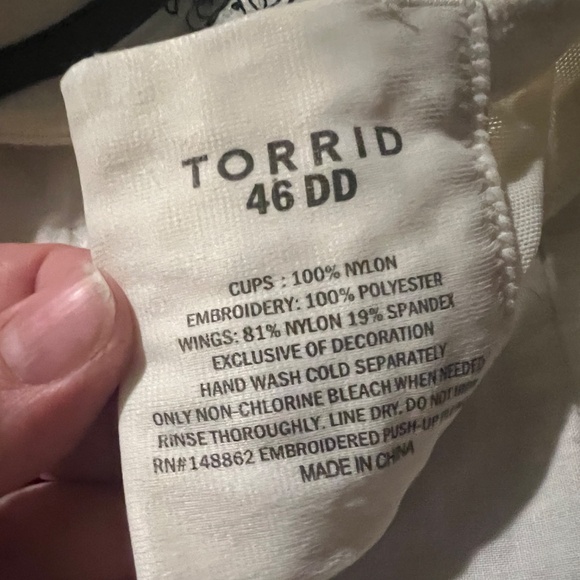 TORRID
46 DD
CUPS : 100% NYLON
EMBROIDERY: 100% POLYESTER
WINGS: 81% NYLON 19% SPANDEX
EXCLUSIVE OF DECORATION
HAND WASH COLD SEPARATELY
ONLY NON-CHLORINE BLEACH WHEN NEEDED
RINSE THOROUGHLY. LINE DRY. DO NOT
RN#148862 EMBROIDERED PUSH-UP
MADE IN CHINA